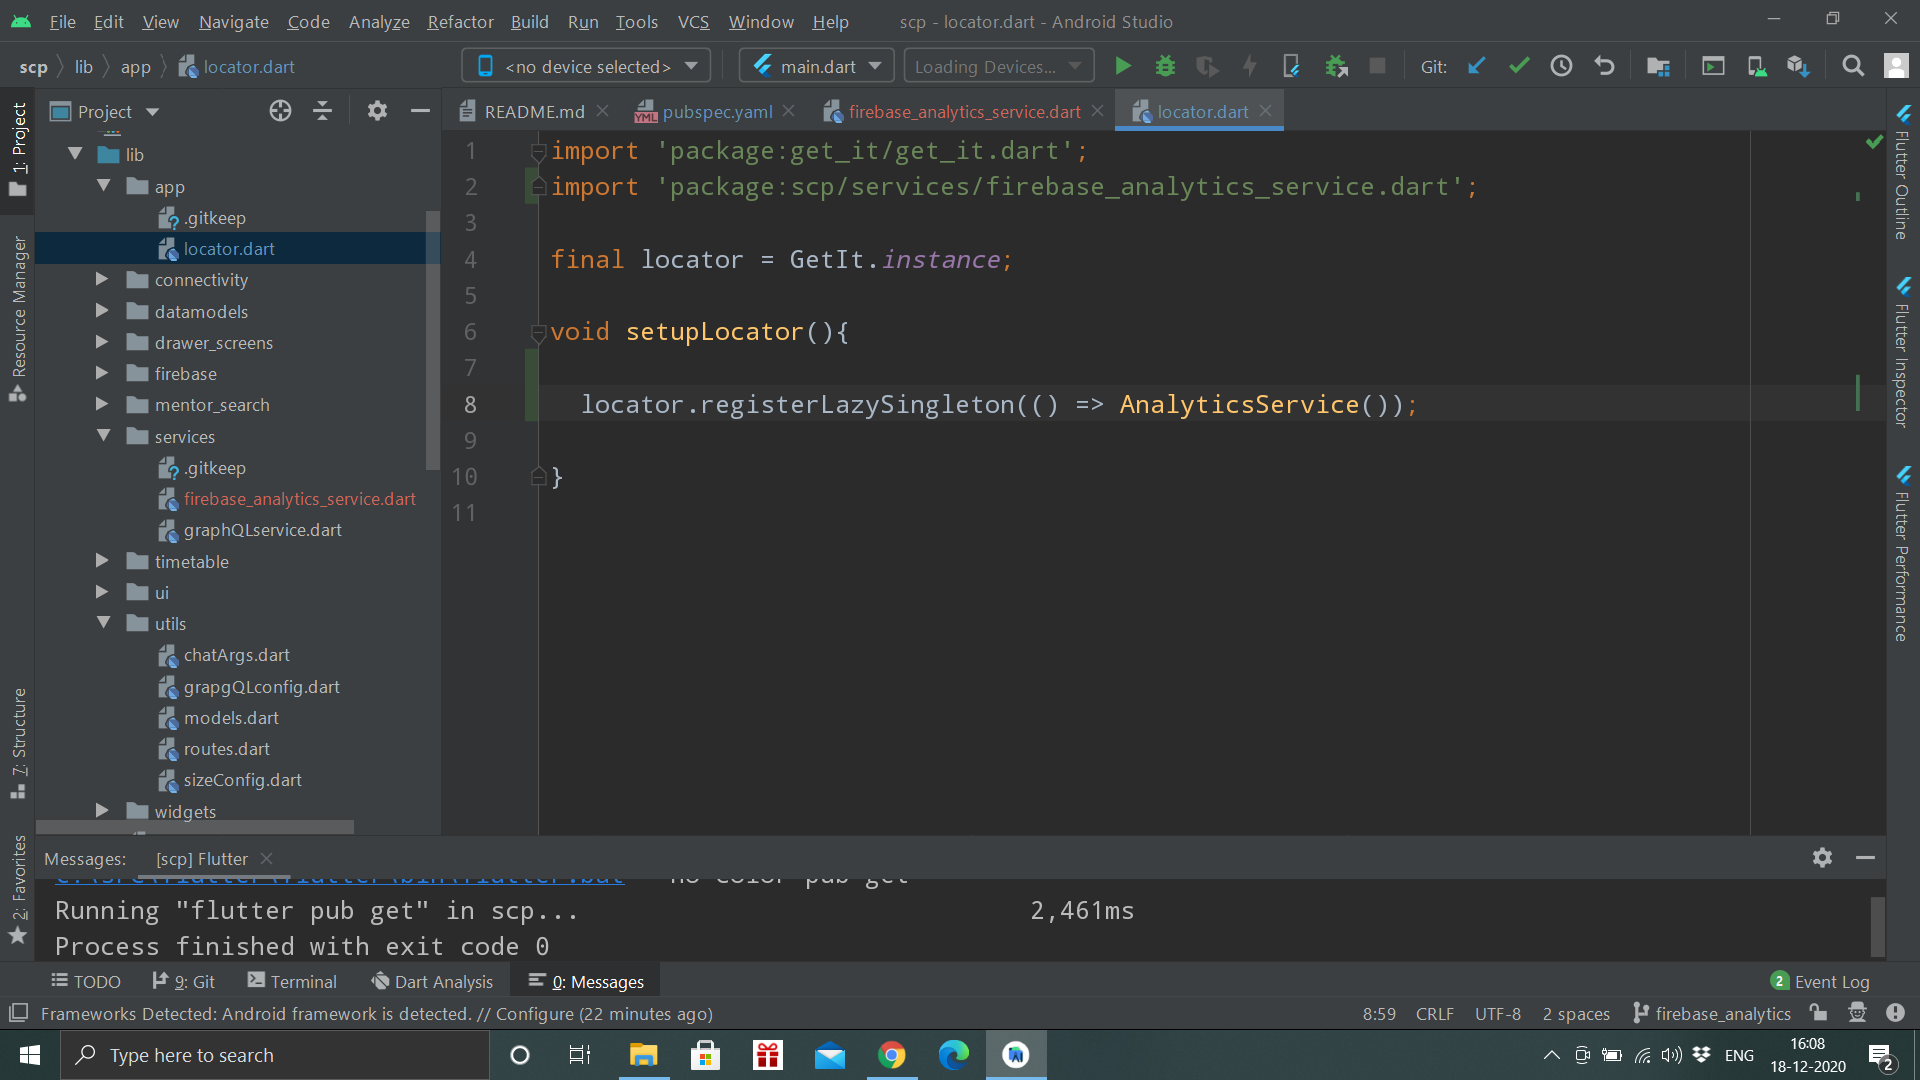 File Edit View Navigate Code Analyze Refactor Build Run Tools VCS Window Help scp - locator.dart - Android Studio
scp lib app locator.dart <no device selected> main.dart Loading Devices... Git:
Project README.md pubspec.yaml firebase_analytics_service.dart locator.dart
1: Project
Resource Manager
7: Structure
2: Favorites
lib
app
.gitkeep
locator.dart
connectivity
datamodels
drawer_screens
firebase
mentor_search
services
.gitkeep
firebase_analytics_service.dart
graphQLservice.dart
timetable
ui
utils
chatArgs.dart
grapgQLconfig.dart
models.dart
routes.dart
sizeConfig.dart
widgets
1 import 'package:get_it/get_it.dart';
2 import 'package:scp/services/firebase_analytics_service.dart';
3
4 final locator = GetIt.instance;
5
6 void setupLocator(){
7
8 locator.registerLazySingleton(() => AnalyticsService());
9
10 }
11
Flutter Outline
Flutter Inspector
Flutter Performance
Messages: [scp] Flutter
Running "flutter pub get" in scp... 2,461ms
Process finished with exit code 0
TODO 9: Git Terminal Dart Analysis 0: Messages 2 Event Log
Frameworks Detected: Android framework is detected. // Configure (22 minutes ago) 8:59 CRLF UTF-8 2 spaces firebase_analytics
Type here to search ENG 16:08
18-12-2020 2